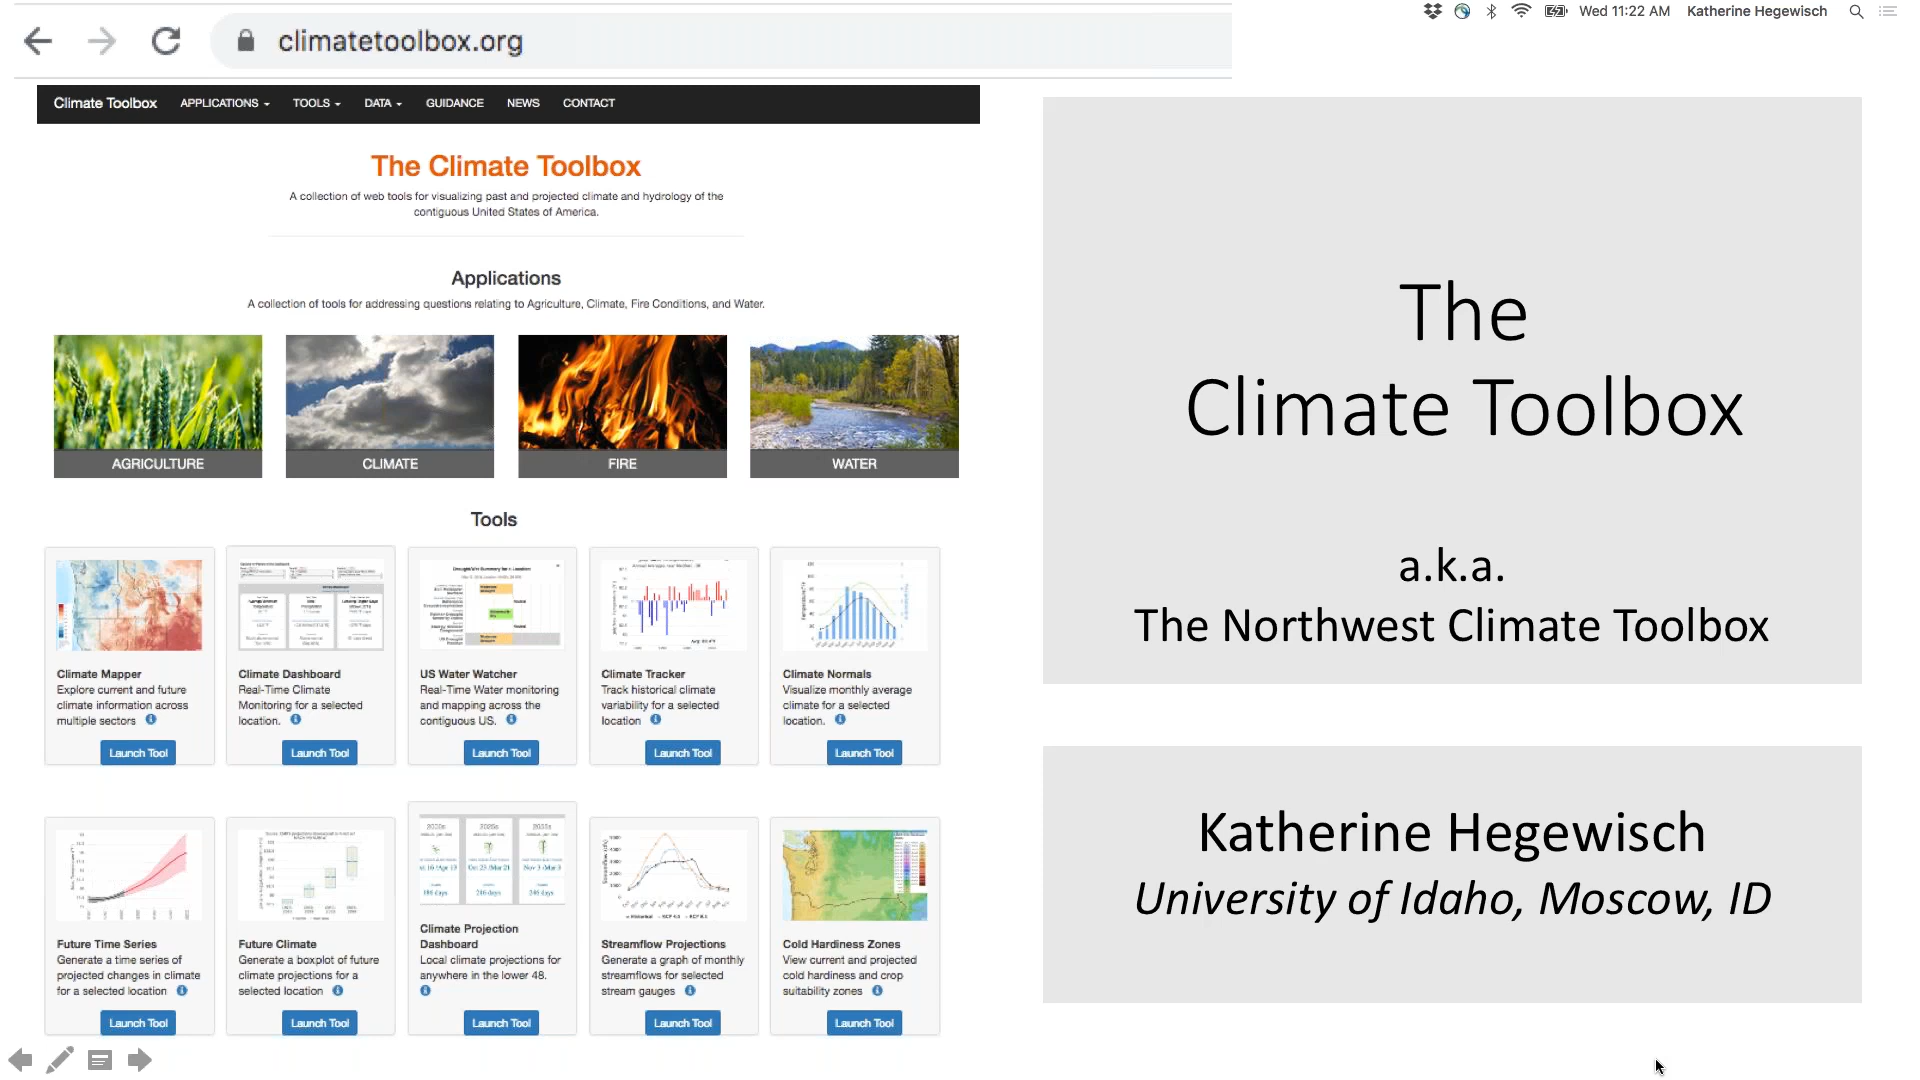 Wed 11:22 AM Katherine Hegewisch
climatetoolbox.org
Climate Toolbox APPLICATIONS TOOLS DATA GUIDANCE NEWS CONTACT
The Climate Toolbox
A collection of web tools for visualizing past and projected climate and hydrology of the
contiguous United States of America.
Applications
A collection of tools for addressing questions relating to Agriculture, Climate, Fire Conditions, and Water.
AGRICULTURE
CLIMATE
FIRE
WATER
Tools
Climate Mapper
Explore current and future
climate information across
multiple sectors
Launch Tool
Climate Dashboard
Real-Time Climate
Monitoring for a selected
location.
Launch Tool
US Water Watcher
Real-Time Water monitoring
and mapping across the
contiguous US.
Launch Tool
Climate Tracker
Track historical climate
variability for a selected
location
Launch Tool
Climate Normals
Visualize monthly average
climate for a selected
location.
Launch Tool
Future Time Series
Generate a time series of
projected changes in climate
for a selected location
Launch Tool
Future Climate
Generate a boxplot of future
climate projections for a
selected location
Launch Tool
Climate Projection
Dashboard
Local climate projections for
anywhere in the lower 48.
Launch Tool
Streamflow Projections
Generate a graph of monthly
streamflows for selected
stream gauges
Launch Tool
Cold Hardiness Zones
View current and projected
cold hardiness and crop
suitability zones
Launch Tool
The
Climate Toolbox
a.k.a.
The Northwest Climate Toolbox
Katherine Hegewisch
University of Idaho, Moscow, ID